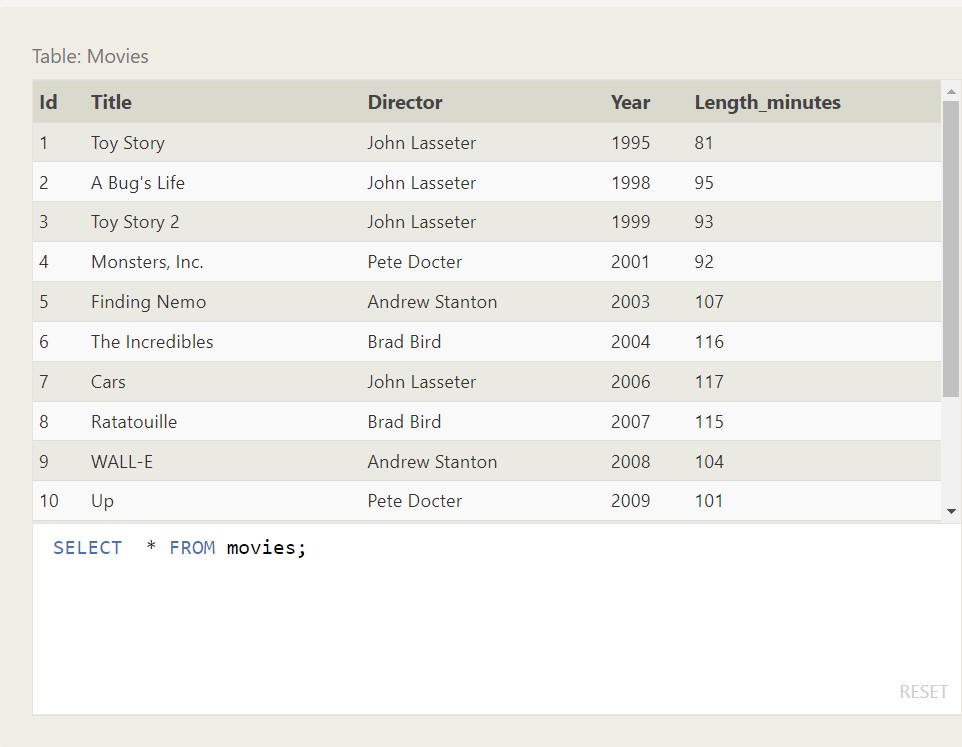 Table: Movies
Id Title Director Year Length_minutes
1 Toy Story John Lasseter 1995 81
2 A Bug's Life John Lasseter 1998 95
3 Toy Story 2 John Lasseter 1999 93
4 Monsters, Inc. Pete Docter 2001 92
5 Finding Nemo Andrew Stanton 2003 107
6 The Incredibles Brad Bird 2004 116
7 Cars John Lasseter 2006 117
8 Ratatouille Brad Bird 2007 115
9 WALL-E Andrew Stanton 2008 104
10 Up Pete Docter 2009 101
SELECT * FROM movies;
RESET